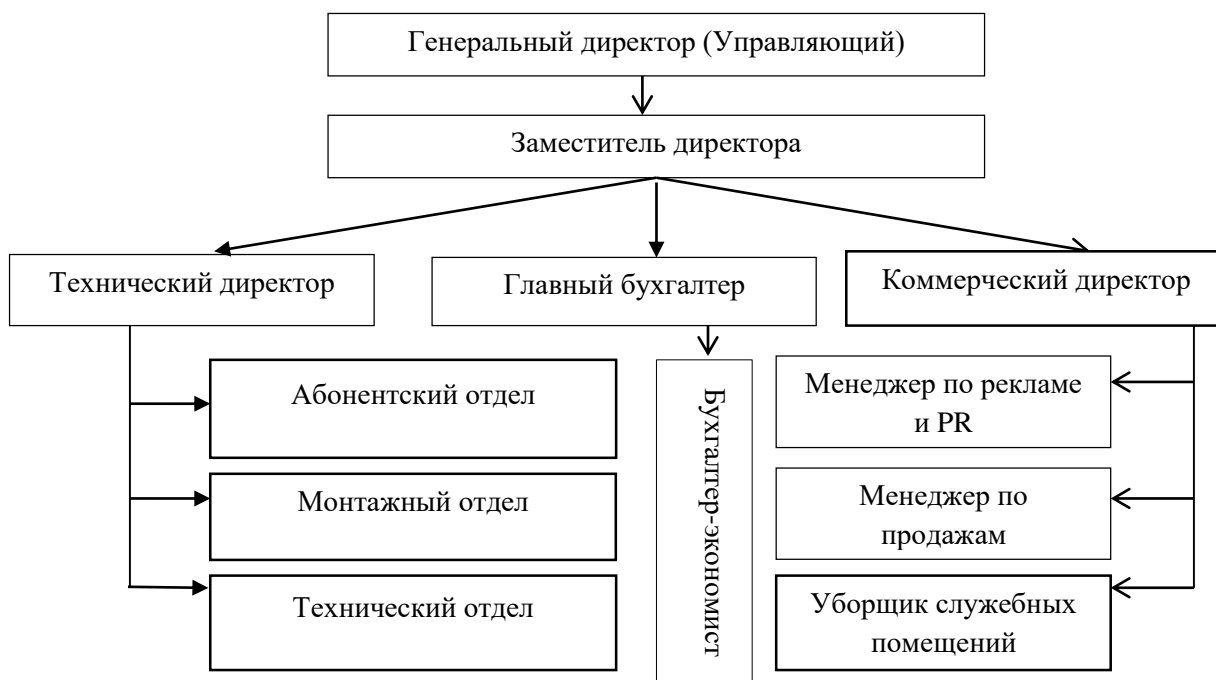 Генеральный директор (Управляющий)
Заместитель директора
Технический директор
Главный бухгалтер
Коммерческий директор
Абонентский отдел
Монтажный отдел
Технический отдел
Бухгалтер-экономист
Менеджер по рекламе
и PR
Менеджер по
продажам
Уборщик служебных
помещений